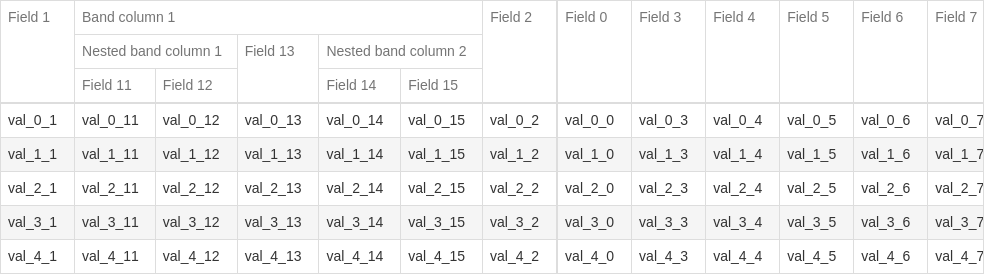 Field 1 Band column 1 Field 2 Field 0 Field 3 Field 4 Field 5 Field 6 Field 7
Nested band column 1 Field 13 Nested band column 2
Field 11 Field 12 Field 14 Field 15
val_0_1 val_0_11 val_0_12 val_0_13 val_0_14 val_0_15 val_0_2 val_0_0 val_0_3 val_0_4 val_0_5 val_0_6 val_0_7
val_1_1 val_1_11 val_1_12 val_1_13 val_1_14 val_1_15 val_1_2 val_1_0 val_1_3 val_1_4 val_1_5 val_1_6 val_1_7
val_2_1 val_2_11 val_2_12 val_2_13 val_2_14 val_2_15 val_2_2 val_2_0 val_2_3 val_2_4 val_2_5 val_2_6 val_2_7
val_3_1 val_3_11 val_3_12 val_3_13 val_3_14 val_3_15 val_3_2 val_3_0 val_3_3 val_3_4 val_3_5 val_3_6 val_3_7
val_4_1 val_4_11 val_4_12 val_4_13 val_4_14 val_4_15 val_4_2 val_4_0 val_4_3 val_4_4 val_4_5 val_4_6 val_4_7